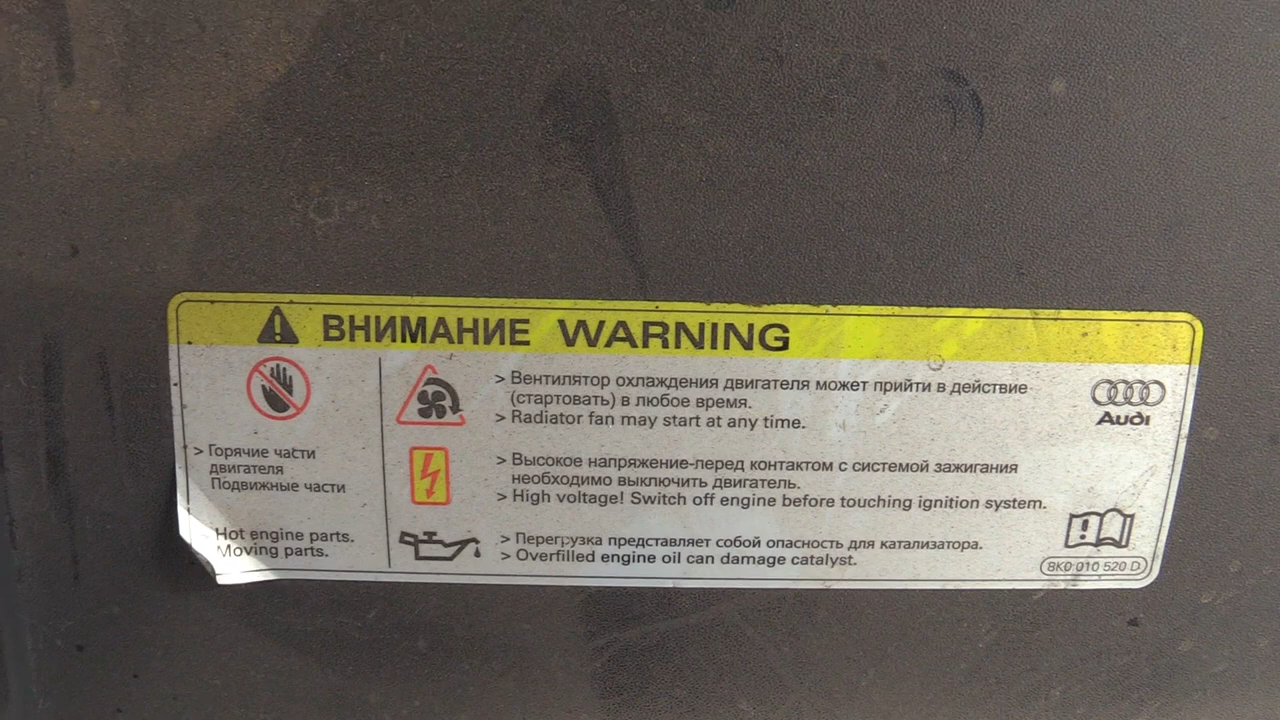 ВНИМАНИЕ WARNING
> Горячие части
двигателя
Подвижные части
Hot engine parts.
Moving parts.
> Вентилятор охлаждения двигателя может прийти в действие
(стартовать) в любое время.
> Radiator fan may start at any time.
> Высокое напряжение-перед контактом с системой зажигания
необходимо выключить двигатель.
> High voltage! Switch off engine before touching ignition system.
> Перегрузка представляет собой опасность для катализатора.
> Overfilled engine oil can damage catalyst.
Audi
8K0 010 520 D